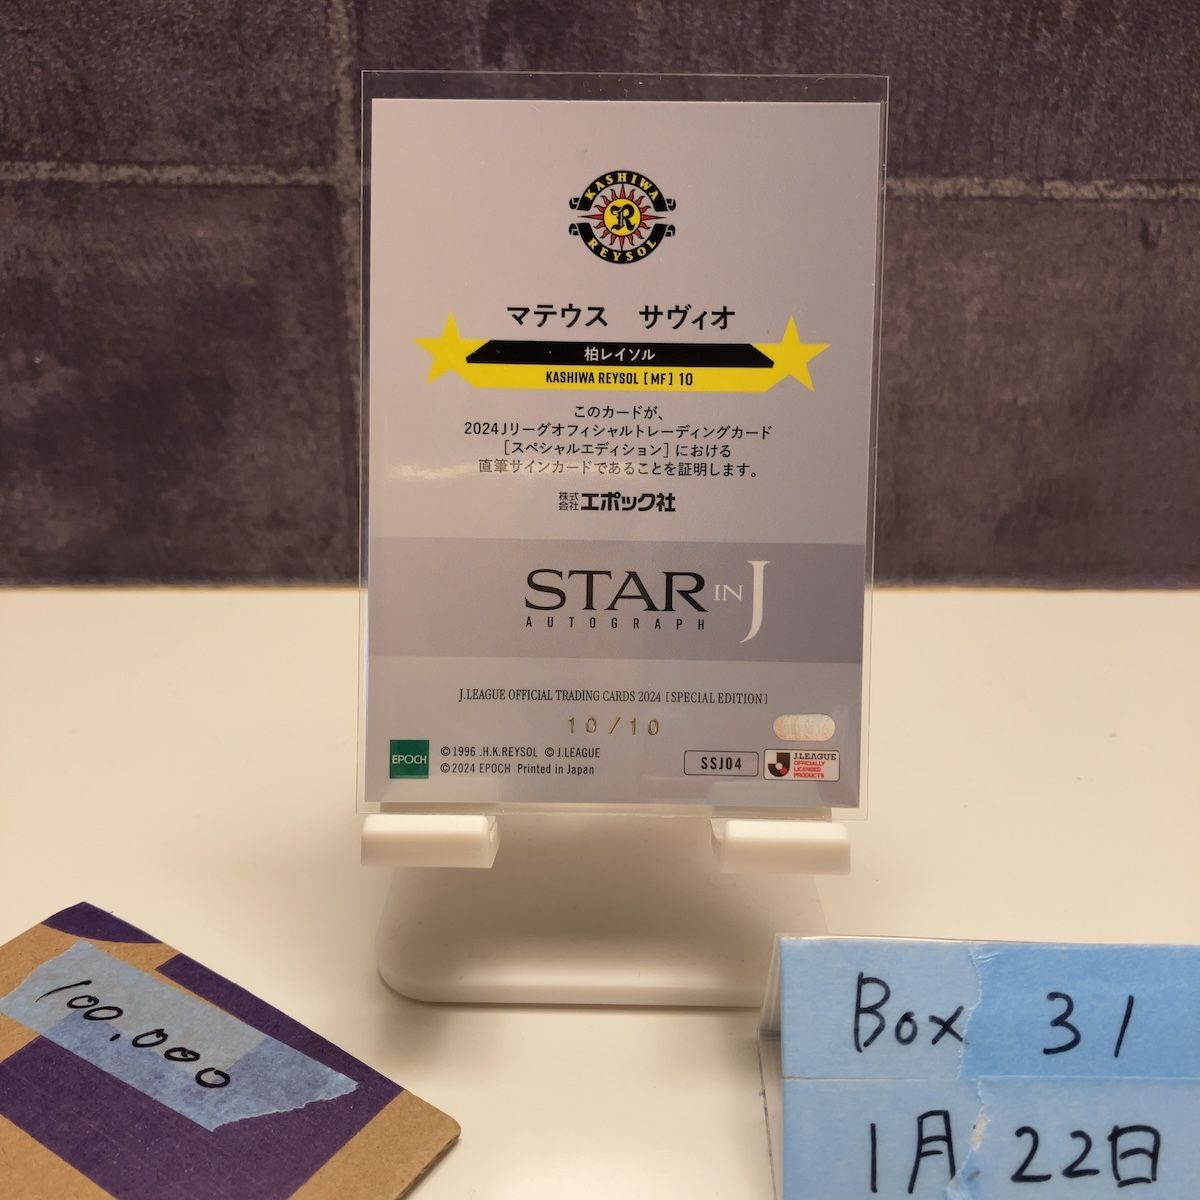 KASHIWA
R
REYSOL
マテウス サヴィオ
柏レイソル
KASHIWA REYSOL [MF] 10
このカードが、
2024Jリーグオフィシャルトレーディングカード
[スペシャルエディション]における
直筆サインカードであることを証明します。
株式会社エポック社
STAR IN J
AUTOGRAPH
J.LEAGUE OFFICIAL TRADING CARDS 2024 [SPECIAL EDITION]
10/10
EPOCH
©1996 .H.K.REYSOL ©J.LEAGUE
©2024 EPOCH Printed in Japan
SSJ04
J.LEAGUE
OFFICIALLY
LICENSED
PRODUCTS
100,000
Box 31
1月22日